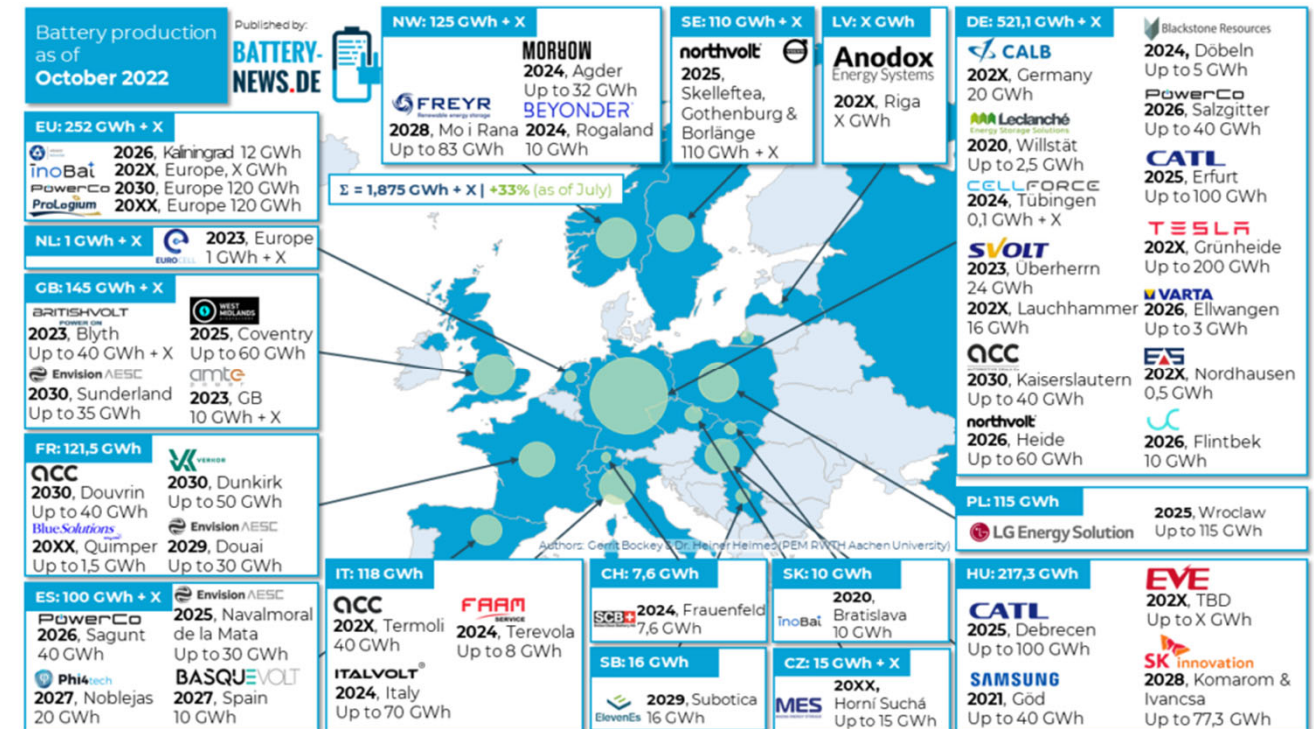 Battery production
as of
October 2022
Published by:
BATTERY-
NEWS.DE
EU: 252 GWh + X
2026, Kaliningrad 12 GWh
inoBat 202X, Europe, X GWh
PowerCo 2030, Europe 120 GWh
ProLogium 20XX, Europe 120 GWh
NL: 1 GWh + X
EUROCELL
2023, Europe
1 GWh + X
GB: 145 GWh + X
BRITISHVOLT
POWER ON
2023, Blyth
Up to 40 GWh + X
Envision AESC
2030, Sunderland
Up to 35 GWh
WEST
MIDLANDS
2025, Coventry
Up to 60 GWh
amte
power
2023, GB
10 GWh + X
FR: 121,5 GWh
acc
2030, Douvrin
Up to 40 GWh
BlueSolutions
20XX, Quimper
Up to 1,5 GWh
VERKOR
2030, Dunkirk
Up to 50 GWh
Envision AESC
2029, Douai
Up to 30 GWh
ES: 100 GWh + X
PowerCo
2026, Sagunt
40 GWh
Phi4tech
2027, Noblejas
20 GWh
Envision AESC
2025, Navalmoral
de la Mata
Up to 30 GWh
BASQUEVOLT
2027, Spain
10 GWh
NW: 125 GWh + X
FREYR
Renewable energy storage
2028, Mo i Rana
Up to 83 GWh
MORROW
2024, Agder
Up to 32 GWh
BEYONDER
2024, Rogaland
10 GWh
SE: 110 GWh + X
northvolt
2025,
Skelleftea,
Gothenburg &
Borlänge
110 GWh + X
LV: X GWh
Anodox
Energy Systems
202X, Riga
X GWh
Σ = 1,875 GWh + X | +33% (as of July)
Authors: Gerrit Bockey & Dr. Heiner Heimes (PEM RWTH Aachen University)
IT: 118 GWh
acc
202X, Termoli
40 GWh
ITALVOLT®
2024, Italy
Up to 70 GWh
FAAM
SERVICE
2024, Terevola
Up to 8 GWh
CH: 7,6 GWh
SCB
2024, Frauenfeld
7,6 GWh
SB: 16 GWh
ElevenEs
2029, Subotica
16 GWh
SK: 10 GWh
inoBat
2020,
Bratislava
10 GWh
CZ: 15 GWh + X
MES
20XX,
Horní Suchá
Up to 15 GWh
DE: 521,1 GWh + X
CALB
202X, Germany
20 GWh
Leclanché
Energy Storage Solutions
2020, Willstät
Up to 2,5 GWh
CELLFORCE
2024, Tübingen
0,1 GWh + X
SVOLT
2023, Überherrn
24 GWh
202X, Lauchhammer
16 GWh
acc
2030, Kaiserslautern
Up to 40 GWh
northvolt
2026, Heide
Up to 60 GWh
Blackstone Resources
2024, Döbeln
Up to 5 GWh
PowerCo
2026, Salzgitter
Up to 40 GWh
CATL
2025, Erfurt
Up to 100 GWh
TESLA
202X, Grünheide
Up to 200 GWh
VARTA
2026, Ellwangen
Up to 3 GWh
EAS
202X, Nordhausen
0,5 GWh
2026, Flintbek
10 GWh
PL: 115 GWh
LG Energy Solution
2025, Wroclaw
Up to 115 GWh
HU: 217,3 GWh
CATL
2025, Debrecen
Up to 100 GWh
SAMSUNG
2021, Göd
Up to 40 GWh
EVE
202X, TBD
Up to X GWh
SK innovation
2028, Komarom &
Ivancsa
Up to 77,3 GWh